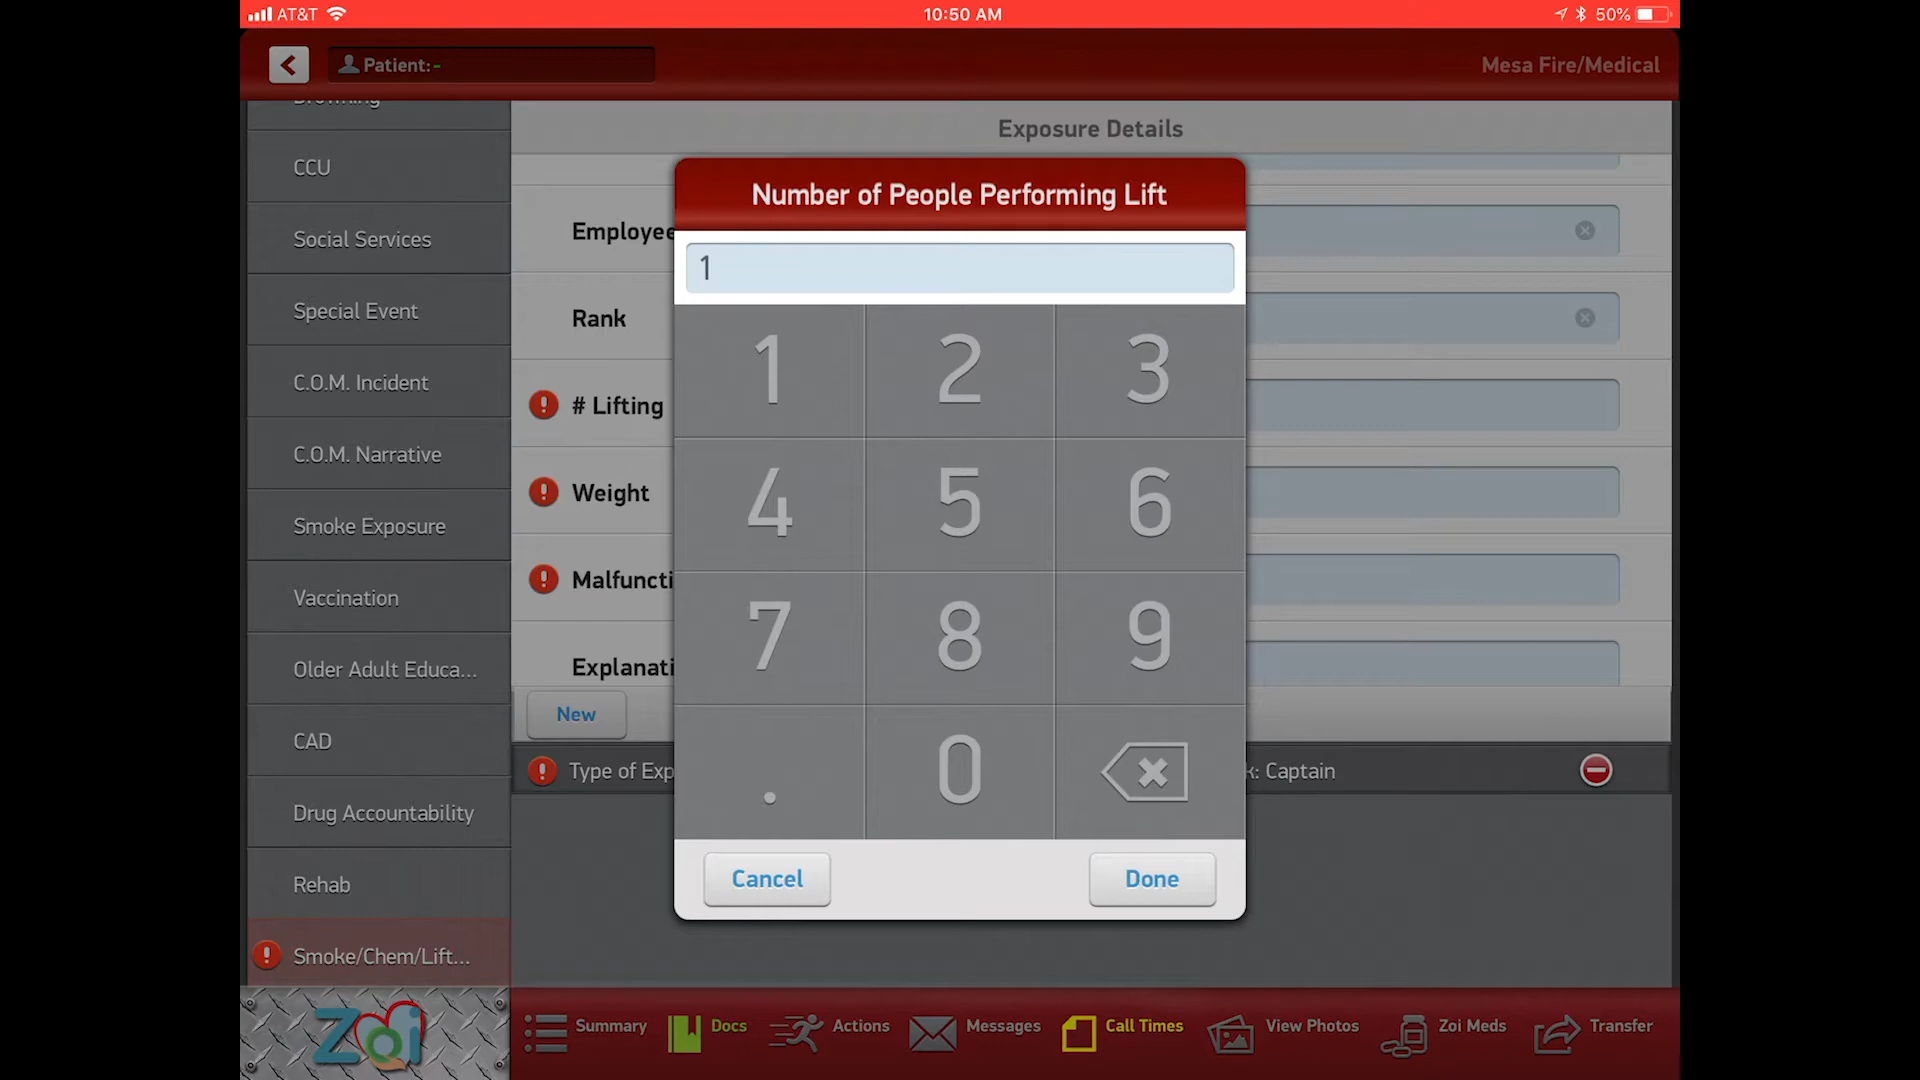 AT&T
10:50 AM
50%
Patient:-
Mesa Fire/Medical
Drowning
CCU
Social Services
Special Event
C.O.M. Incident
C.O.M. Narrative
Smoke Exposure
Vaccination
Older Adult Educa...
CAD
Drug Accountability
Rehab
Smoke/Chem/Lift...
Exposure Details
Employee
Rank
# Lifting
Weight
Malfuncti
Explanati
New
Type of Exp
k: Captain
Number of People Performing Lift
1
1 2 3
4 5 6
7 8 9
. 0
Cancel Done
Zoi
Summary Docs Actions Messages Call Times View Photos Zoi Meds Transfer